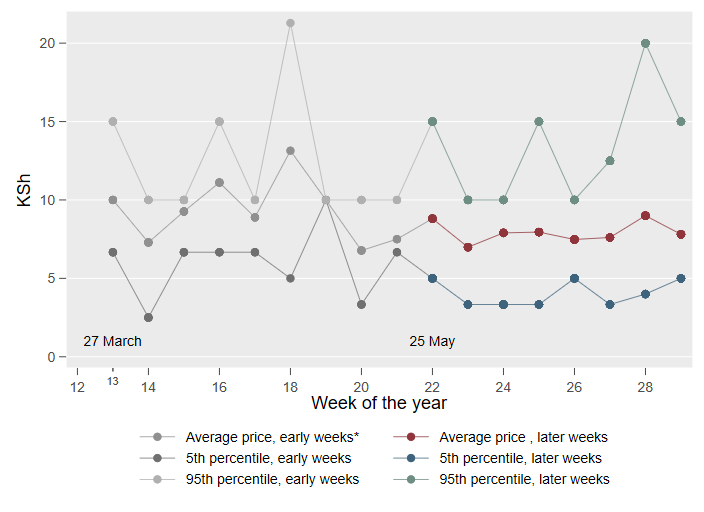 KSh
20
15
10
5
0
27 March
25 May
12 13 14 16 18 20 22 24 26 28
Week of the year
Average price, early weeks* Average price , later weeks
5th percentile, early weeks 5th percentile, later weeks
95th percentile, early weeks 95th percentile, later weeks